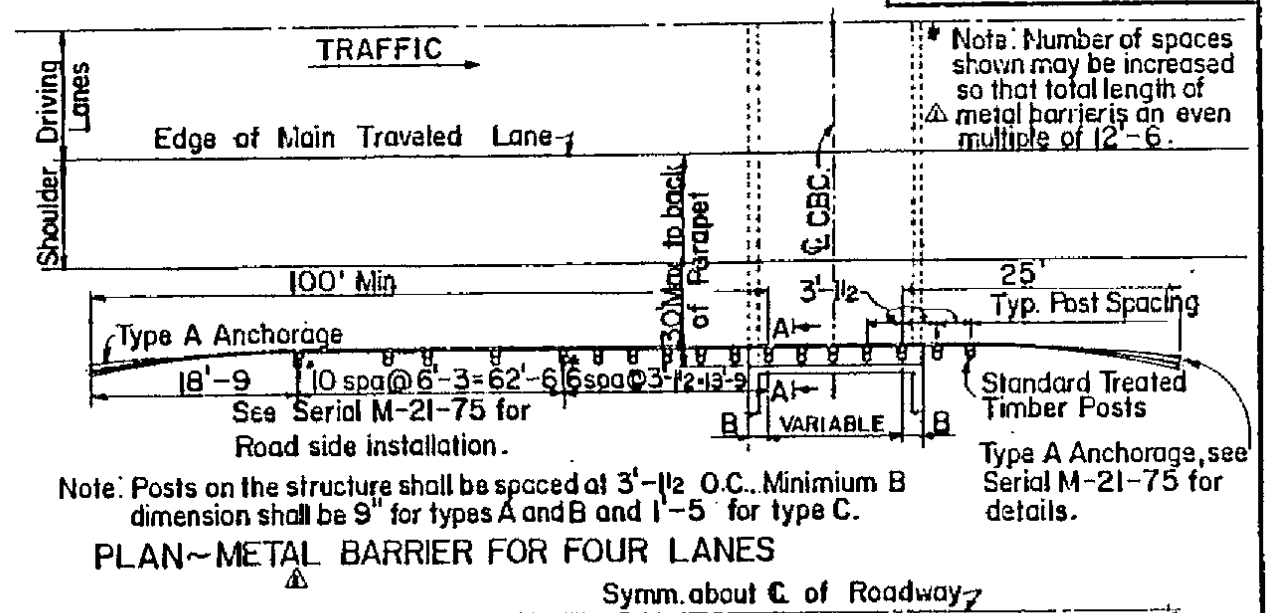 TRAFFIC
Driving
Lanes
Shoulder
Edge of Main Traveled Lane
* Note: Number of spaces
shown may be increased
so that total length of
metal barrier is an even
multiple of 12'-6.
30' Max to back
of Parapet
℄ CBC
100' Min
3'-1½
25'
Typ. Post Spacing
Type A Anchorage
A
18'-9
*10 spa@6'-3=62'-6
*6 spa@3'-1½=18'-9
A
See Serial M-21-75 for
Road side installation.
B
VARIABLE
B
Standard Treated
Timber Posts
Type A Anchorage, see
Serial M-21-75 for
details.
Note: Posts on the structure shall be spaced at 3'-1½ O.C.. Minimium B
dimension shall be 9" for types A and B and 1'-5 for type C.
PLAN~METAL BARRIER FOR FOUR LANES
Symm. about ℄ of Roadway